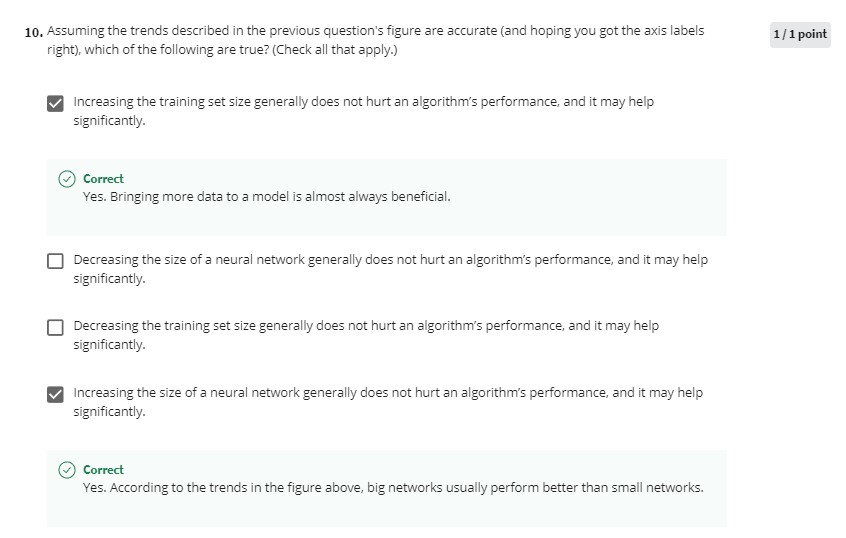 10. Assuming the trends described in the previous question's figure are accurate (and hoping you got the axis labels
1 / 1 point
right), which of the following are true? (Check all that apply.)
Increasing the training set size generally does not hurt an algorithm's performance, and it may help
significantly.
Correct
Yes. Bringing more data to a model is almost always beneficial.
Decreasing the size of a neural network generally does not hurt an algorithm's performance, and it may help
significantly.
Decreasing the training set size generally does not hurt an algorithm's performance, and it may help
significantly.
Increasing the size of a neural network generally does not hurt an algorithm's performance, and it may help
significantly.
Correct
Yes. According to the trends in the figure above, big networks usually perform better than small networks.